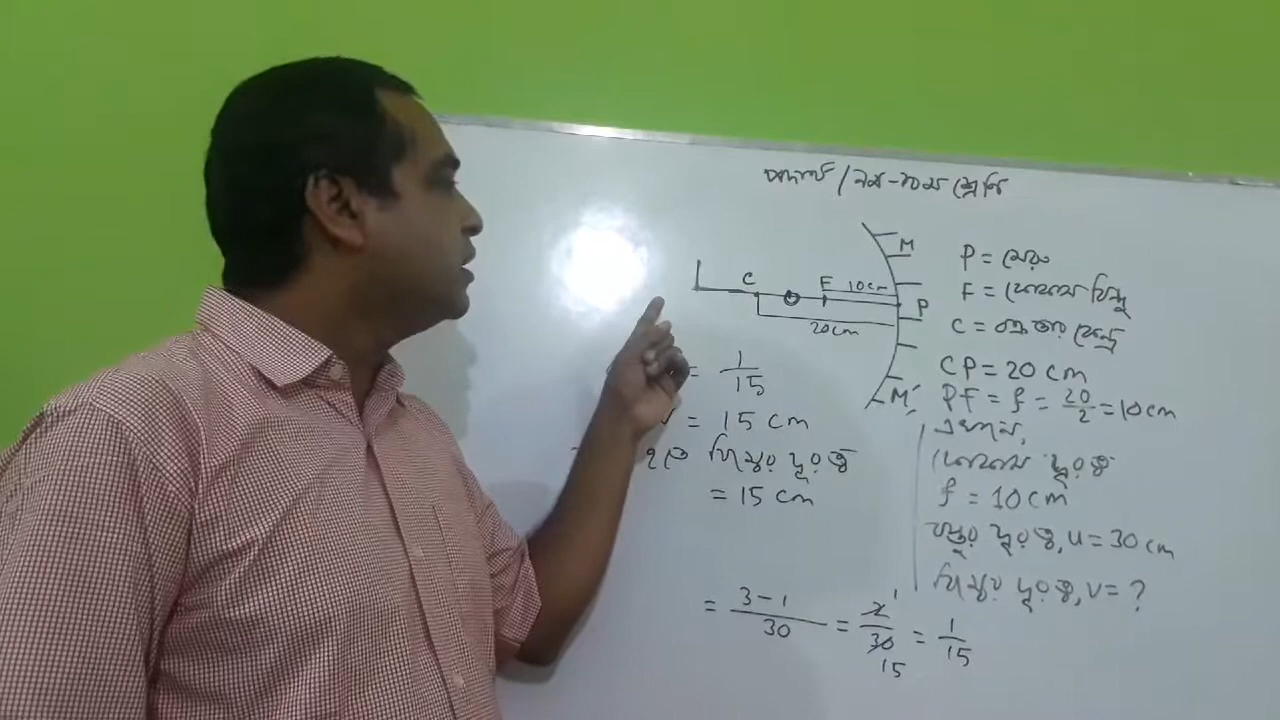 পদার্থ / নবম-দশম শ্রেণি
M
C
F 10cm
P
20cm
M′
P = মেরু
F = ফোকাস বিন্দু
C = বক্রতার কেন্দ্র
CP = 20 cm
PF = f = 20/2 = 10 cm
এখানে,
ফোকাস দূরত্ব
f = 10 cm
বস্তুর দূরত্ব, u = 30 cm
বিম্বের দূরত্ব, v = ?
= 1/15
v = 15 cm
হতে বিম্বের দূরত্ব
= 15 cm
= 3-1/30 = 2 1/30 15 = 1/15